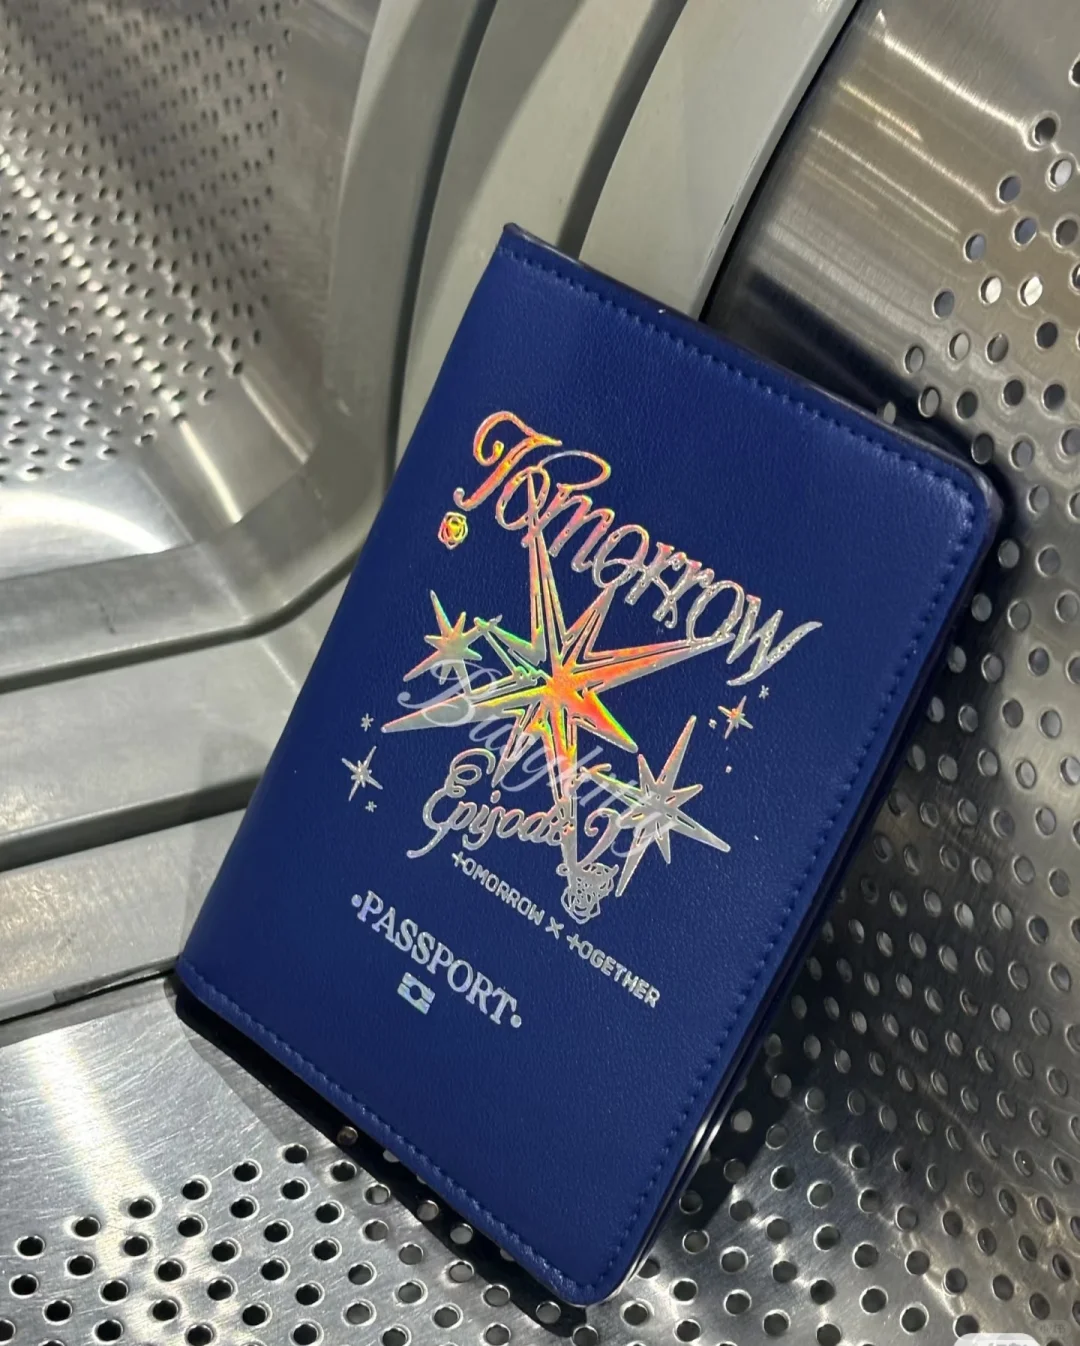 Tomorrow
Episode
tOMORROW × tOGETHER
•PASSPORT•